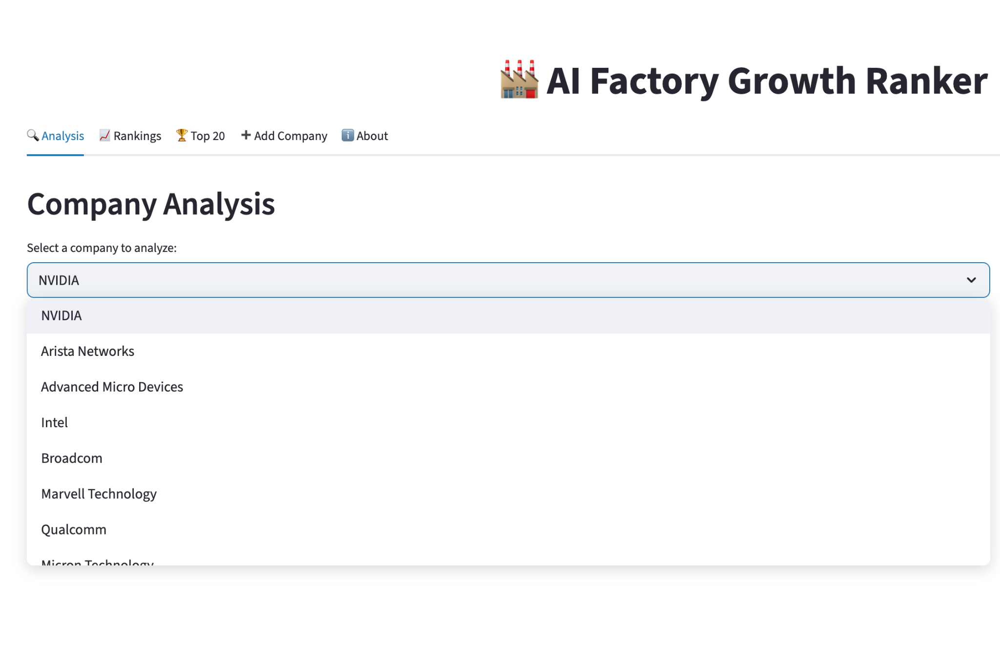 AI Factory Growth Ranker
Analysis Rankings Top 20 Add Company About
Company Analysis
Select a company to analyze:
NVIDIA
NVIDIA
Arista Networks
Advanced Micro Devices
Intel
Broadcom
Marvell Technology
Qualcomm
Micron Technology